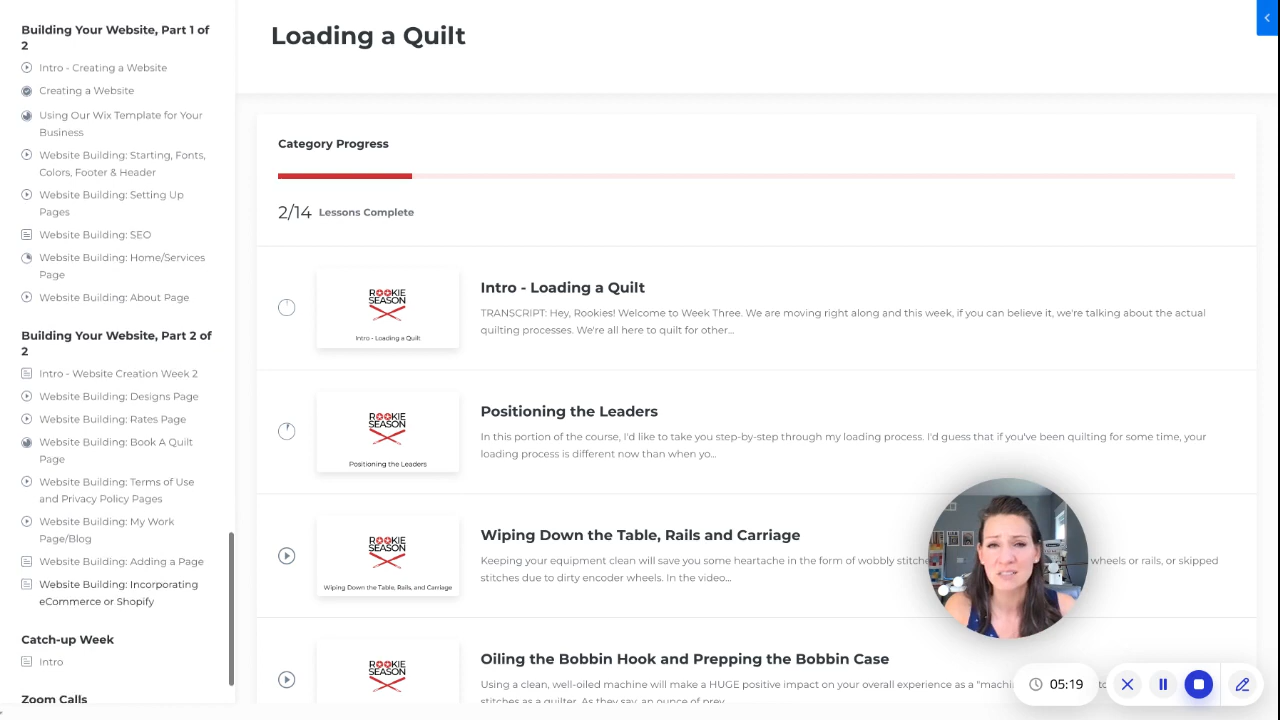 Building Your Website, Part 1 of
2
Intro - Creating a Website
Creating a Website
Using Our Wix Template for Your
Business
Website Building: Starting, Fonts,
Colors, Footer & Header
Website Building: Setting Up
Pages
Website Building: SEO
Website Building: Home/Services
Page
Website Building: About Page
Building Your Website, Part 2 of
2
Intro - Website Creation Week 2
Website Building: Designs Page
Website Building: Rates Page
Website Building: Book A Quilt
Page
Website Building: Terms of Use
and Privacy Policy Pages
Website Building: My Work
Page/Blog
Website Building: Adding a Page
Website Building: Incorporating
eCommerce or Shopify
Catch-up Week
Intro
Zoom Calls
Loading a Quilt
Category Progress
2/14 Lessons Complete
ROOKIE
SEASON
Intro - Loading a Quilt
Intro - Loading a Quilt
TRANSCRIPT: Hey, Rookies! Welcome to Week Three. We are moving right along and this week, if you can believe it, we're talking about the actual
quilting processes. We're all here to quilt for other...
ROOKIE
SEASON
Positioning the Leaders
Positioning the Leaders
In this portion of the course, I'd like to take you step-by-step through my loading process. I'd guess that if you've been quilting for some time, your
loading process is different now than when yo...
ROOKIE
SEASON
Wiping Down the Table, Rails, and Carriage
Wiping Down the Table, Rails and Carriage
Keeping your equipment clean will save you some heartache in the form of wobbly wheels or rails, or skipped
stitches due to dirty encoder wheels. In the video...
ROOKIE
SEASON
Oiling the Bobbin Hook and Prepping the Bobbin Case
Using a clean, well-oiled machine will make a HUGE positive impact on your overall experience as a
stitches as a quilter. As they say, an ounce of prev...
05:19